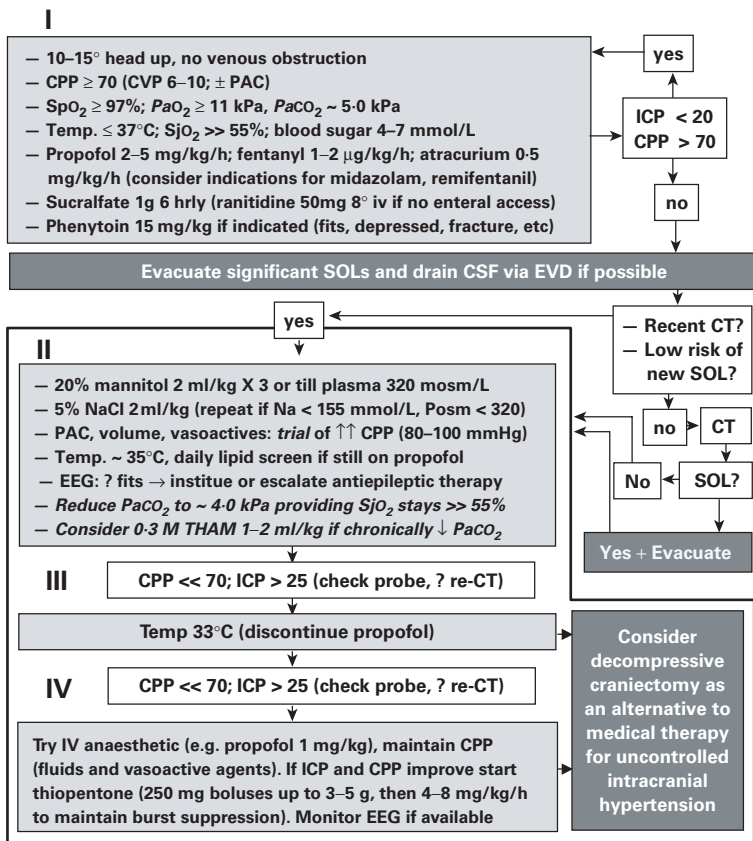 I
– 10–15° head up, no venous obstruction
– CPP ≥ 70 (CVP 6–10; ± PAC)
– SpO₂ ≥ 97%; PaO₂ ≥ 11 kPa, PaCO₂ ~ 5·0 kPa
– Temp. ≤ 37°C; SjO₂ >> 55%; blood sugar 4–7 mmol/L
– Propofol 2–5 mg/kg/h; fentanyl 1–2 μg/kg/h; atracurium 0·5
mg/kg/h (consider indications for midazolam, remifentanil)
– Sucralfate 1g 6 hrly (ranitidine 50mg 8° iv if no enteral access)
– Phenytoin 15 mg/kg if indicated (fits, depressed, fracture, etc)
yes
ICP < 20
CPP > 70
no
Evacuate significant SOLs and drain CSF via EVD if possible
yes
– Recent CT?
– Low risk of
new SOL?
no
CT
No
SOL?
Yes + Evacuate
II
– 20% mannitol 2 ml/kg X 3 or till plasma 320 mosm/L
– 5% NaCl 2ml/kg (repeat if Na < 155 mmol/L, Posm < 320)
– PAC, volume, vasoactives: trial of ↑↑ CPP (80–100 mmHg)
– Temp. ~ 35°C, daily lipid screen if still on propofol
– EEG: ? fits → institue or escalate antiepileptic therapy
– Reduce PaCO₂ to ~ 4·0 kPa providing SjO₂ stays >> 55%
– Consider 0·3 M THAM 1–2 ml/kg if chronically ↓ PaCO₂
III
CPP << 70; ICP > 25 (check probe, ? re-CT)
Temp 33°C (discontinue propofol)
IV
CPP << 70; ICP > 25 (check probe, ? re-CT)
Try IV anaesthetic (e.g. propofol 1 mg/kg), maintain CPP
(fluids and vasoactive agents). If ICP and CPP improve start
thiopentone (250 mg boluses up to 3–5 g, then 4–8 mg/kg/h
to maintain burst suppression). Monitor EEG if available
Consider
decompressive
craniectomy as
an alternative to
medical therapy
for uncontrolled
intracranial
hypertension